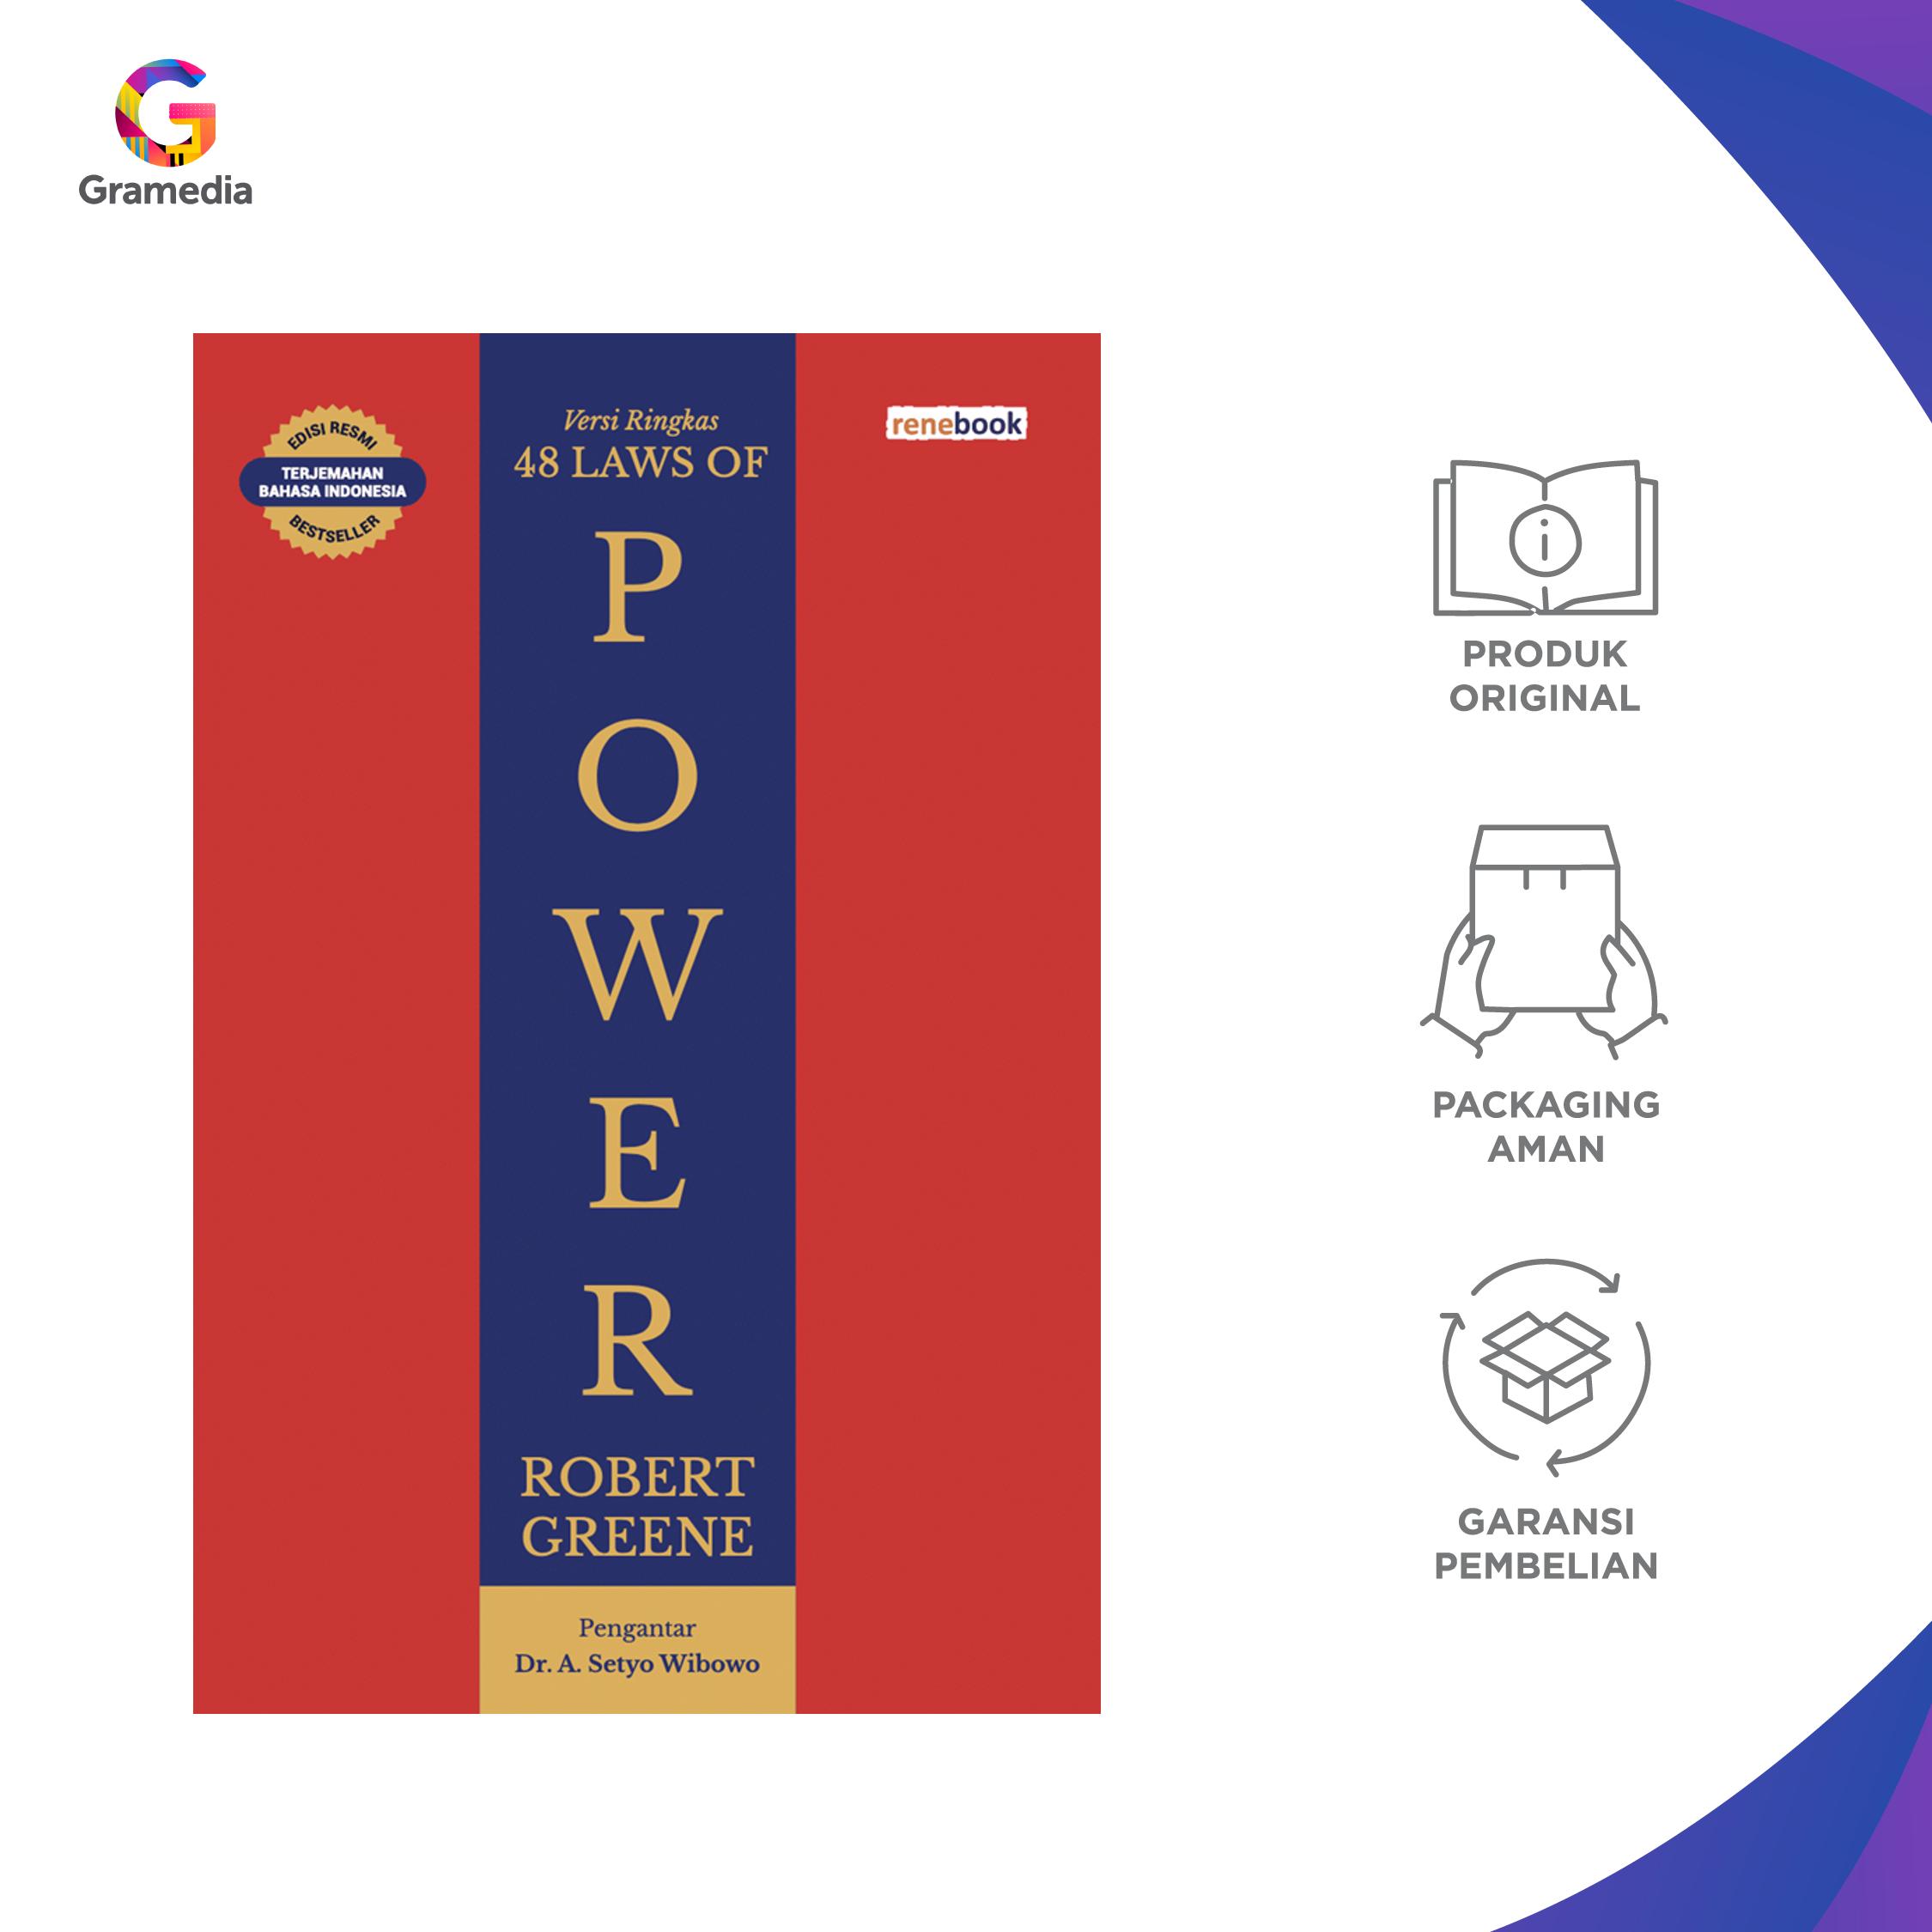 Gramedia
EDISI RESMI
TERJEMAHAN
BAHASA INDONESIA
BESTSELLER
Versi Ringkas
48 LAWS OF
P
O
W
E
R
ROBERT
GREENE
Pengantar
Dr. A. Setyo Wibowo
renebook
PRODUK
ORIGINAL
PACKAGING
AMAN
GARANSI
PEMBELIAN